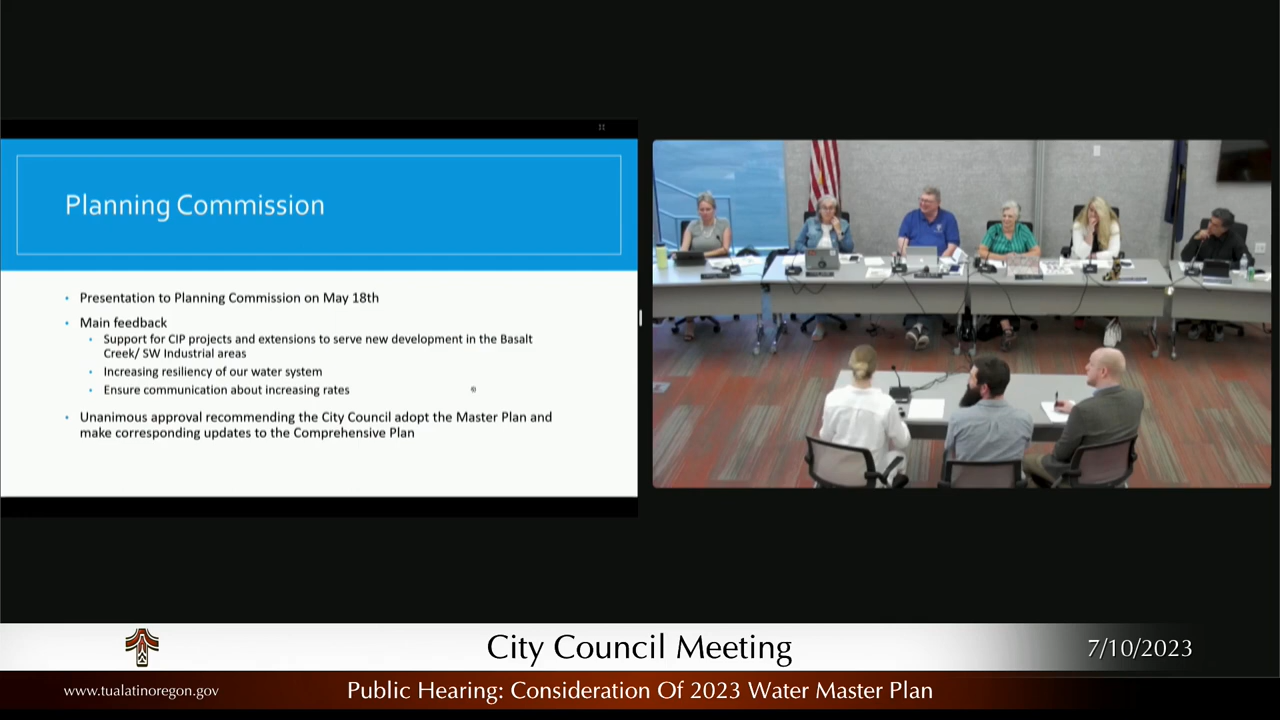 Planning Commission
Presentation to Planning Commission on May 18th
Main feedback
Support for CIP projects and extensions to serve new development in the Basalt
Creek/ SW Industrial areas
Increasing resiliency of our water system
Ensure communication about increasing rates
Unanimous approval recommending the City Council adopt the Master Plan and
make corresponding updates to the Comprehensive Plan
City Council Meeting
7/10/2023
www.tualatinoregon.gov
Public Hearing: Consideration Of 2023 Water Master Plan